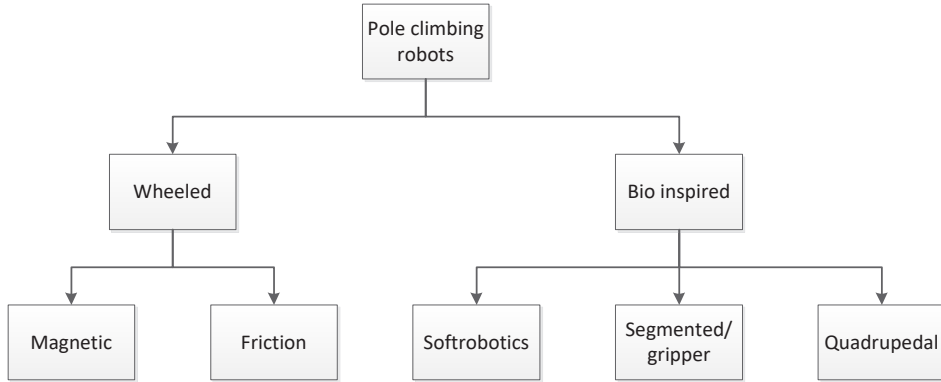 Pole climbing
robots
Wheeled
Bio inspired
Magnetic
Friction
Softrobotics
Segmented/
gripper
Quadrupedal